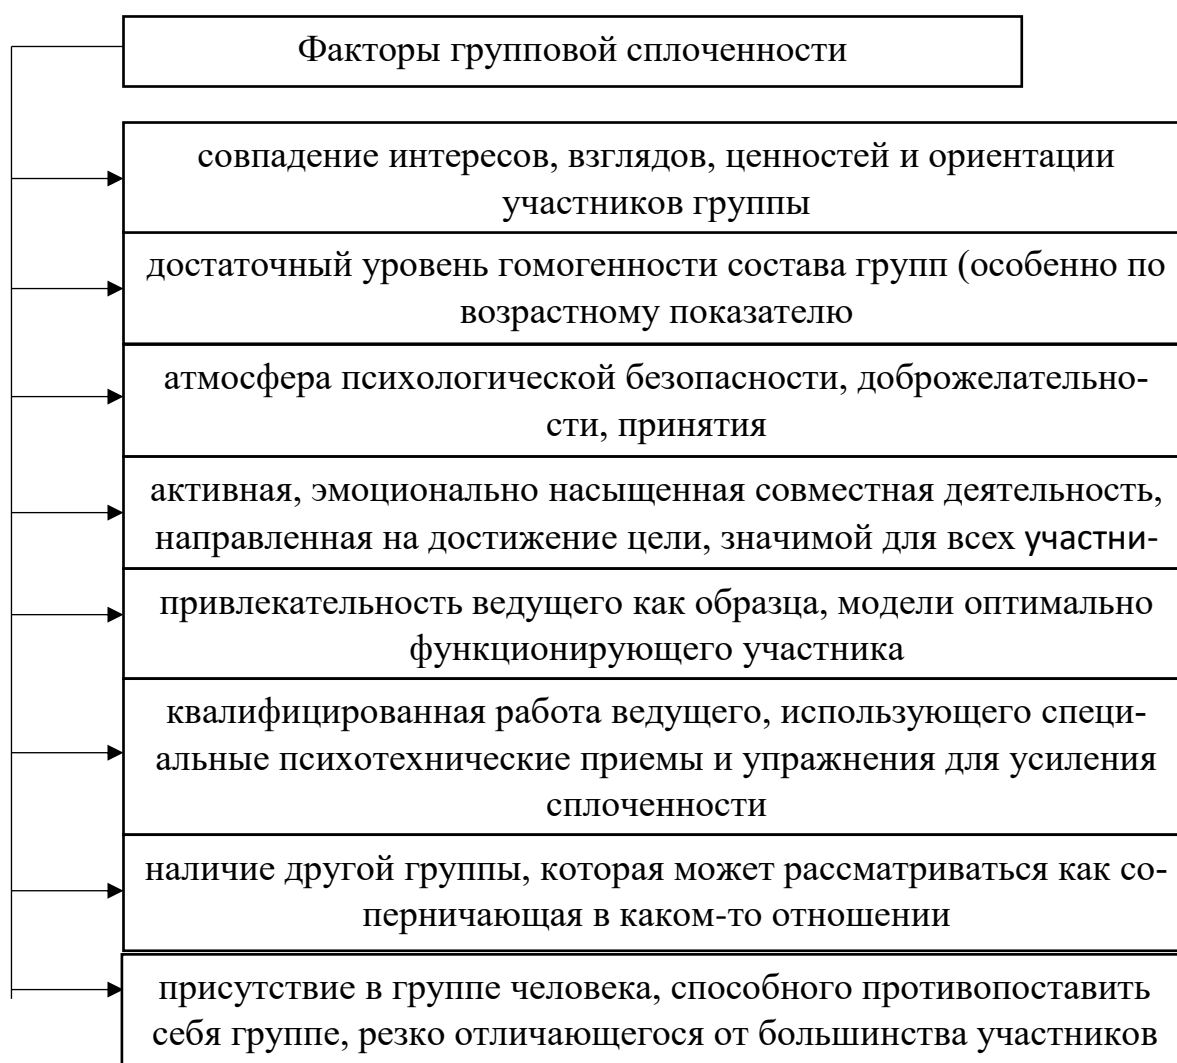 Факторы групповой сплоченности
совпадение интересов, взглядов, ценностей и ориентации
участников группы
достаточный уровень гомогенности состава групп (особенно по
возрастному показателю
атмосфера психологической безопасности, доброжелательно-
сти, принятия
активная, эмоционально насыщенная совместная деятельность,
направленная на достижение цели, значимой для всех участни-
привлекательность ведущего как образца, модели оптимально
функционирующего участника
квалифицированная работа ведущего, использующего специ-
альные психотехнические приемы и упражнения для усиления
сплоченности
наличие другой группы, которая может рассматриваться как со-
перничающая в каком-то отношении
присутствие в группе человека, способного противопоставить
себя группе, резко отличающегося от большинства участников